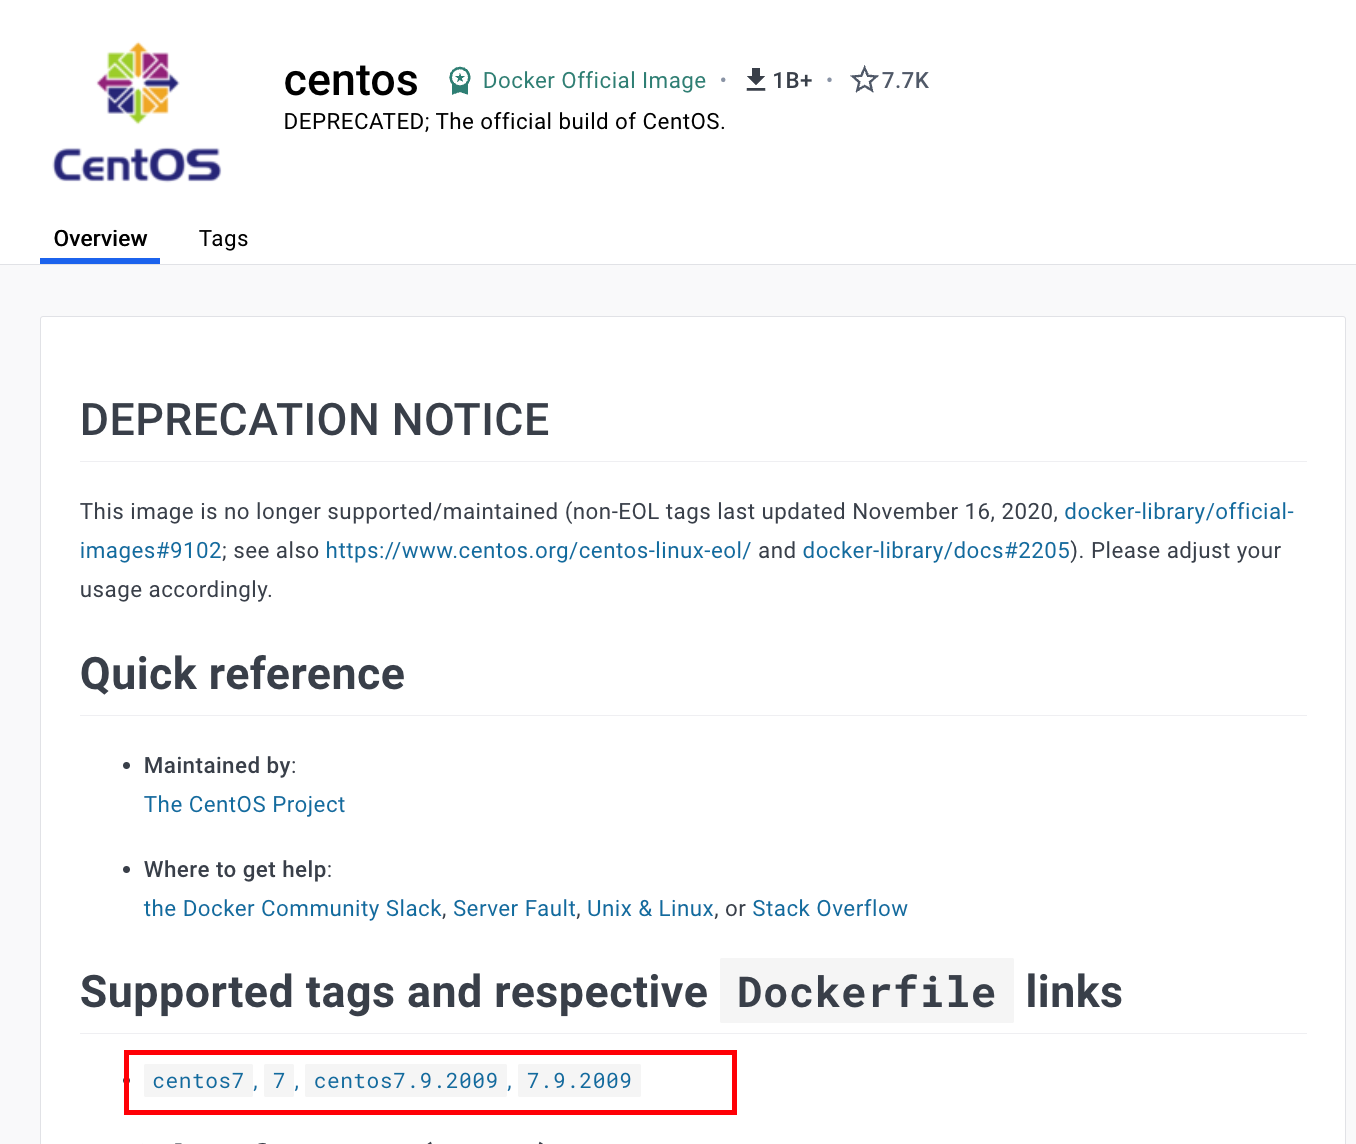 centos Docker Official Image • 1B+ • 7.7K
DEPRECATED; The official build of CentOS.
CentOS
Overview Tags
DEPRECATION NOTICE
This image is no longer supported/maintained (non-EOL tags last updated November 16, 2020, docker-library/official-
images#9102; see also https://www.centos.org/centos-linux-eol/ and docker-library/docs#2205). Please adjust your
usage accordingly.
Quick reference
• Maintained by:
The CentOS Project
• Where to get help:
the Docker Community Slack, Server Fault, Unix & Linux, or Stack Overflow
Supported tags and respective Dockerfile links
• centos7, 7, centos7.9.2009, 7.9.2009